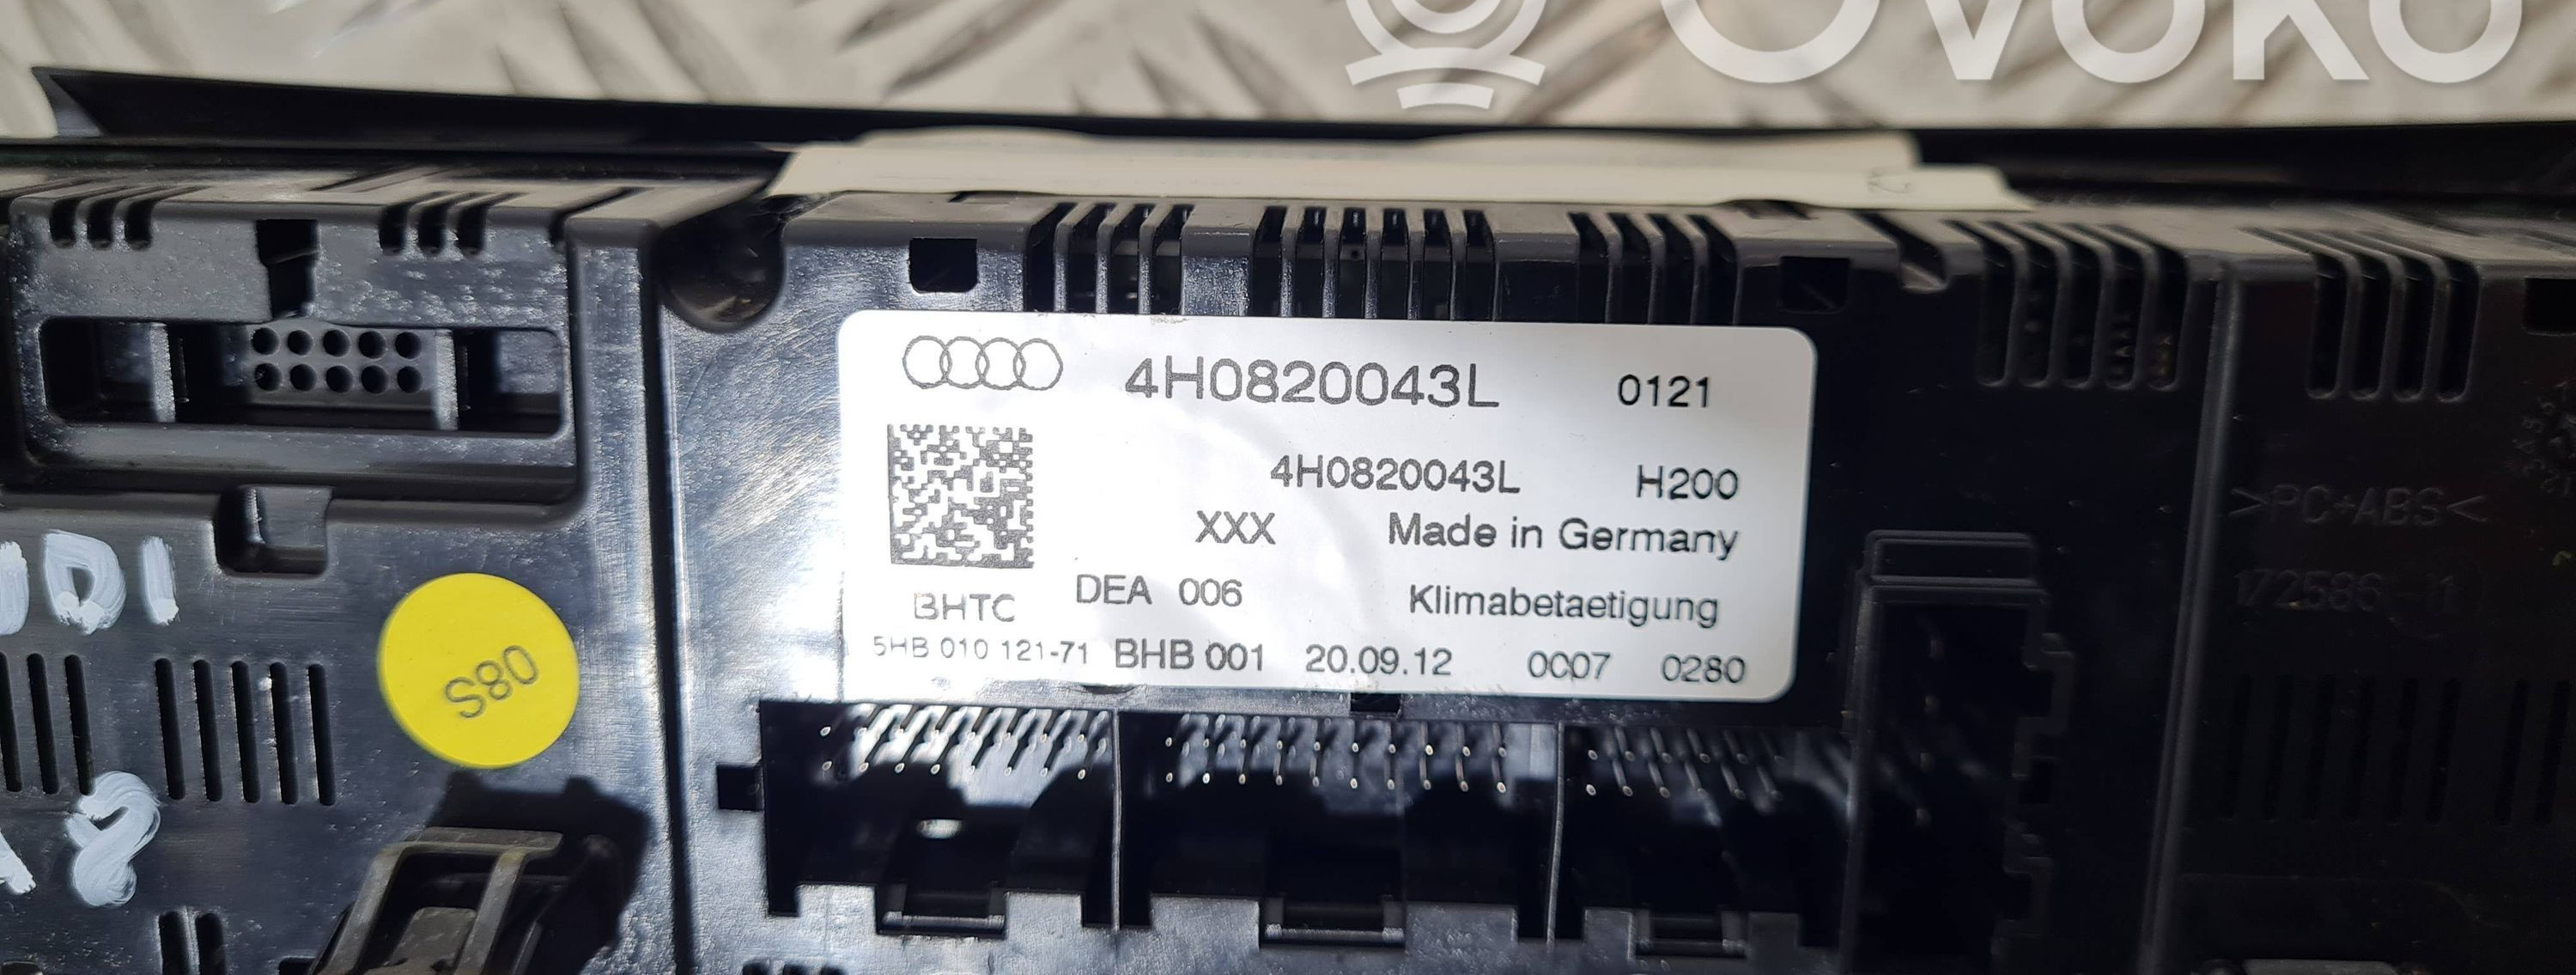 OVOKO
4H0820043L 0121
4H0820043L H200
XXX Made in Germany
BHTC DEA 006 Klimabetaetigung
5HB 010 121-71 BHB 001 20.09.12 0007 0280
S80
>PC+ABS<